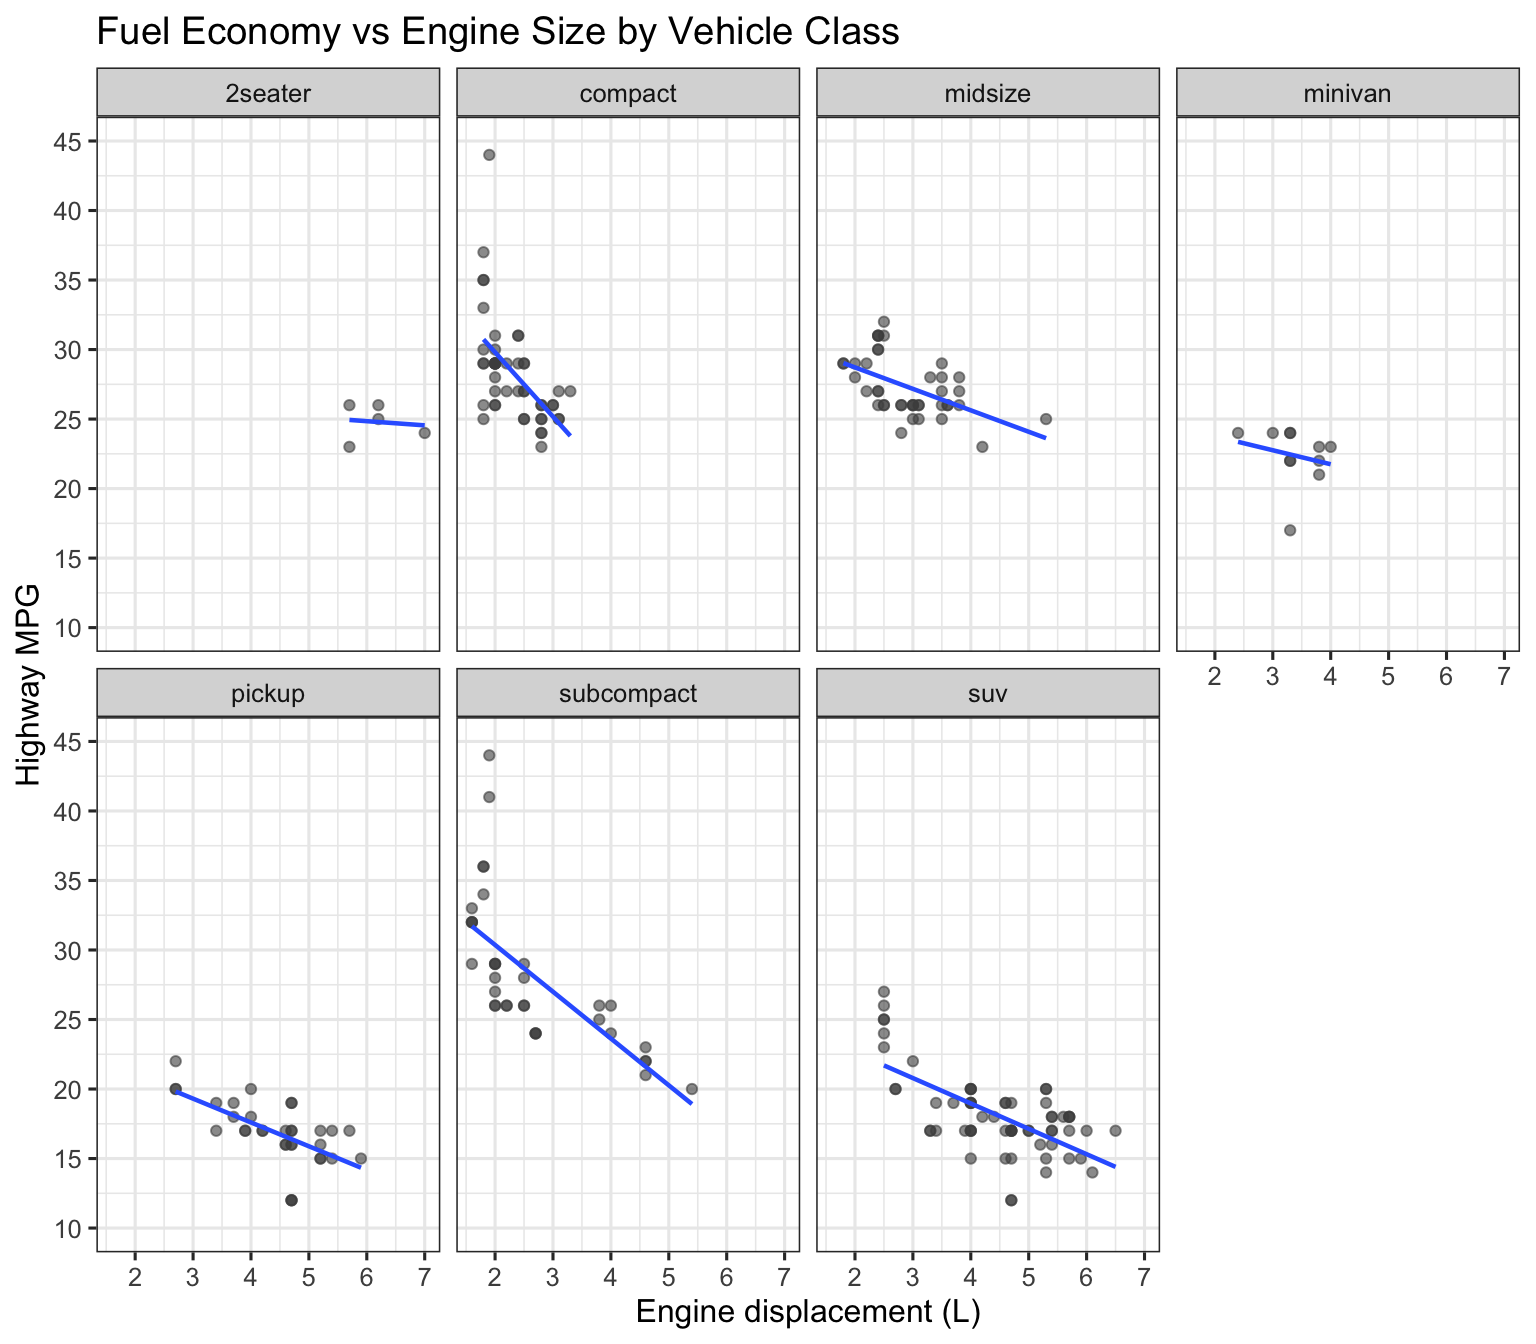 Fuel Economy vs Engine Size by Vehicle Class
2seater compact midsize minivan
45
40
35
30
25
20
15
10
2 3 4 5 6 7
Highway MPG
pickup subcompact suv
45
40
35
30
25
20
15
10
2 3 4 5 6 7 2 3 4 5 6 7 2 3 4 5 6 7
Engine displacement (L)